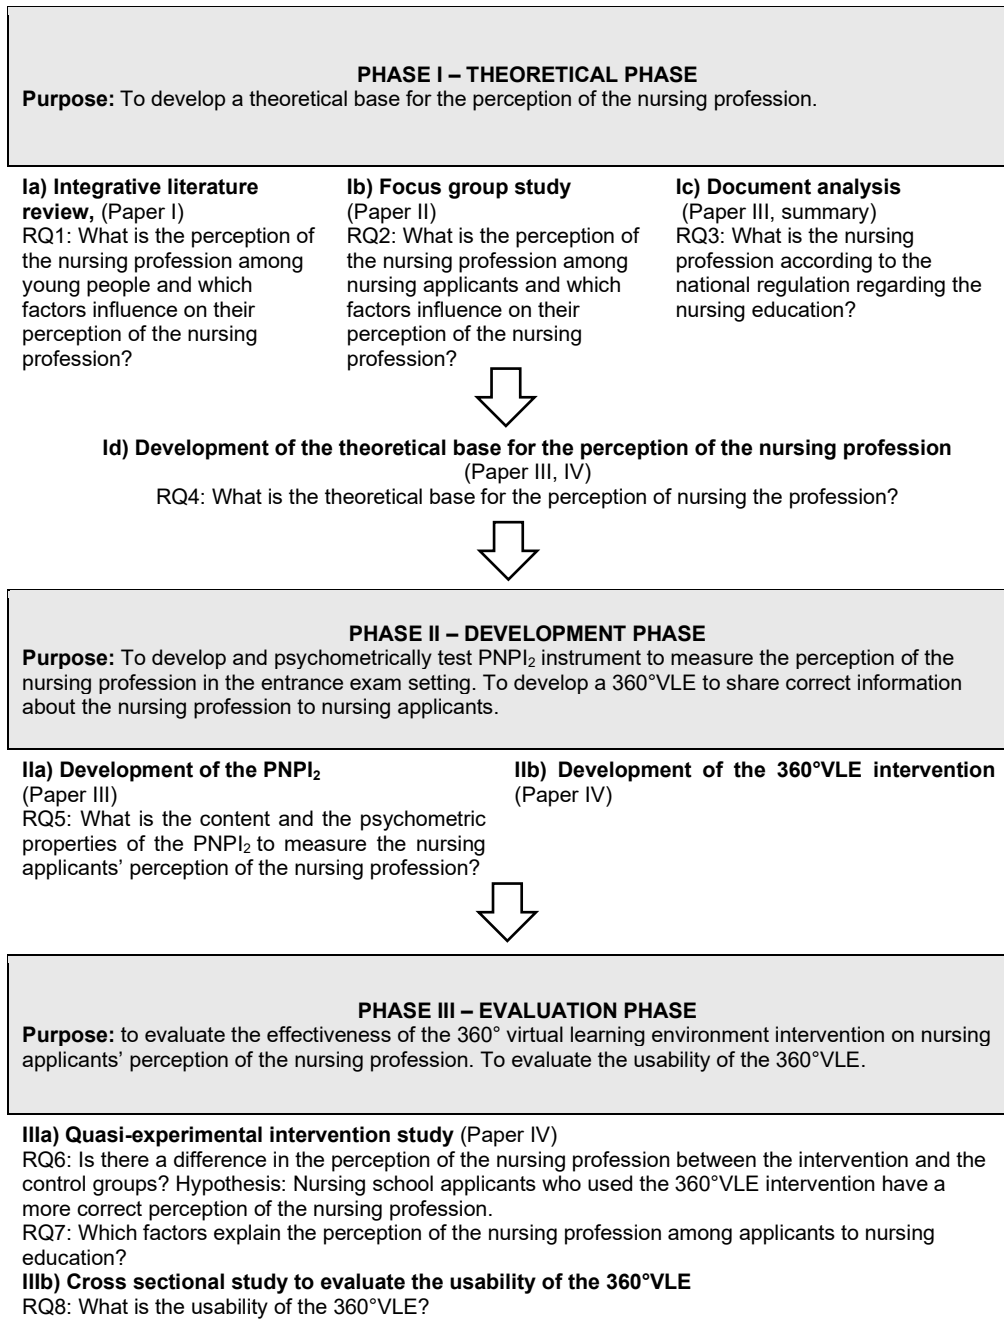 PHASE I – THEORETICAL PHASE
Purpose: To develop a theoretical base for the perception of the nursing profession.
Ia) Integrative literature
review, (Paper I)
RQ1: What is the perception of
the nursing profession among
young people and which
factors influence on their
perception of the nursing
profession?
Ib) Focus group study
(Paper II)
RQ2: What is the perception of
the nursing profession among
nursing applicants and which
factors influence on their
perception of the nursing
profession?
Ic) Document analysis
(Paper III, summary)
RQ3: What is the nursing
profession according to the
national regulation regarding the
nursing education?
Id) Development of the theoretical base for the perception of the nursing profession
(Paper III, IV)
RQ4: What is the theoretical base for the perception of nursing the profession?
PHASE II – DEVELOPMENT PHASE
Purpose: To develop and psychometrically test PNPI₂ instrument to measure the perception of the
nursing profession in the entrance exam setting. To develop a 360°VLE to share correct information
about the nursing profession to nursing applicants.
IIa) Development of the PNPI₂
(Paper III)
RQ5: What is the content and the psychometric
properties of the PNPI₂ to measure the nursing
applicants’ perception of the nursing profession?
IIb) Development of the 360°VLE intervention
(Paper IV)
PHASE III – EVALUATION PHASE
Purpose: to evaluate the effectiveness of the 360° virtual learning environment intervention on nursing
applicants’ perception of the nursing profession. To evaluate the usability of the 360°VLE.
IIIa) Quasi-experimental intervention study (Paper IV)
RQ6: Is there a difference in the perception of the nursing profession between the intervention and the
control groups? Hypothesis: Nursing school applicants who used the 360°VLE intervention have a
more correct perception of the nursing profession.
RQ7: Which factors explain the perception of the nursing profession among applicants to nursing
education?
IIIb) Cross sectional study to evaluate the usability of the 360°VLE
RQ8: What is the usability of the 360°VLE?